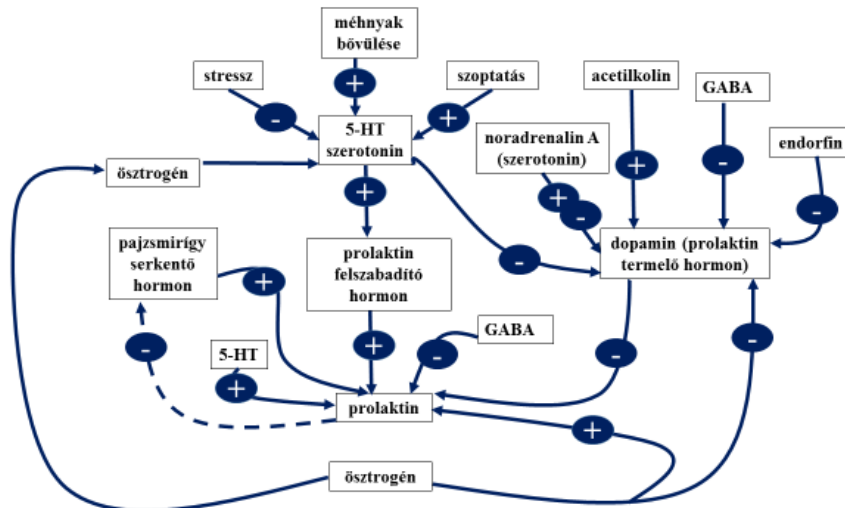 méhnyak
bővülése
stressz
szoptatás
acetilkolin
GABA
+
-
+
5-HT
szerotonin
noradrenalin A
(szerotonin)
endorfin
ösztrogén
+
-
+
-
+
-
pajzsmirígy
serkentő
hormon
prolaktin
felszabadító
hormon
dopamin (prolaktin
termelő hormon)
-
+
GABA
-
+
-
-
-
5-HT
+
prolaktin
+
ösztrogén